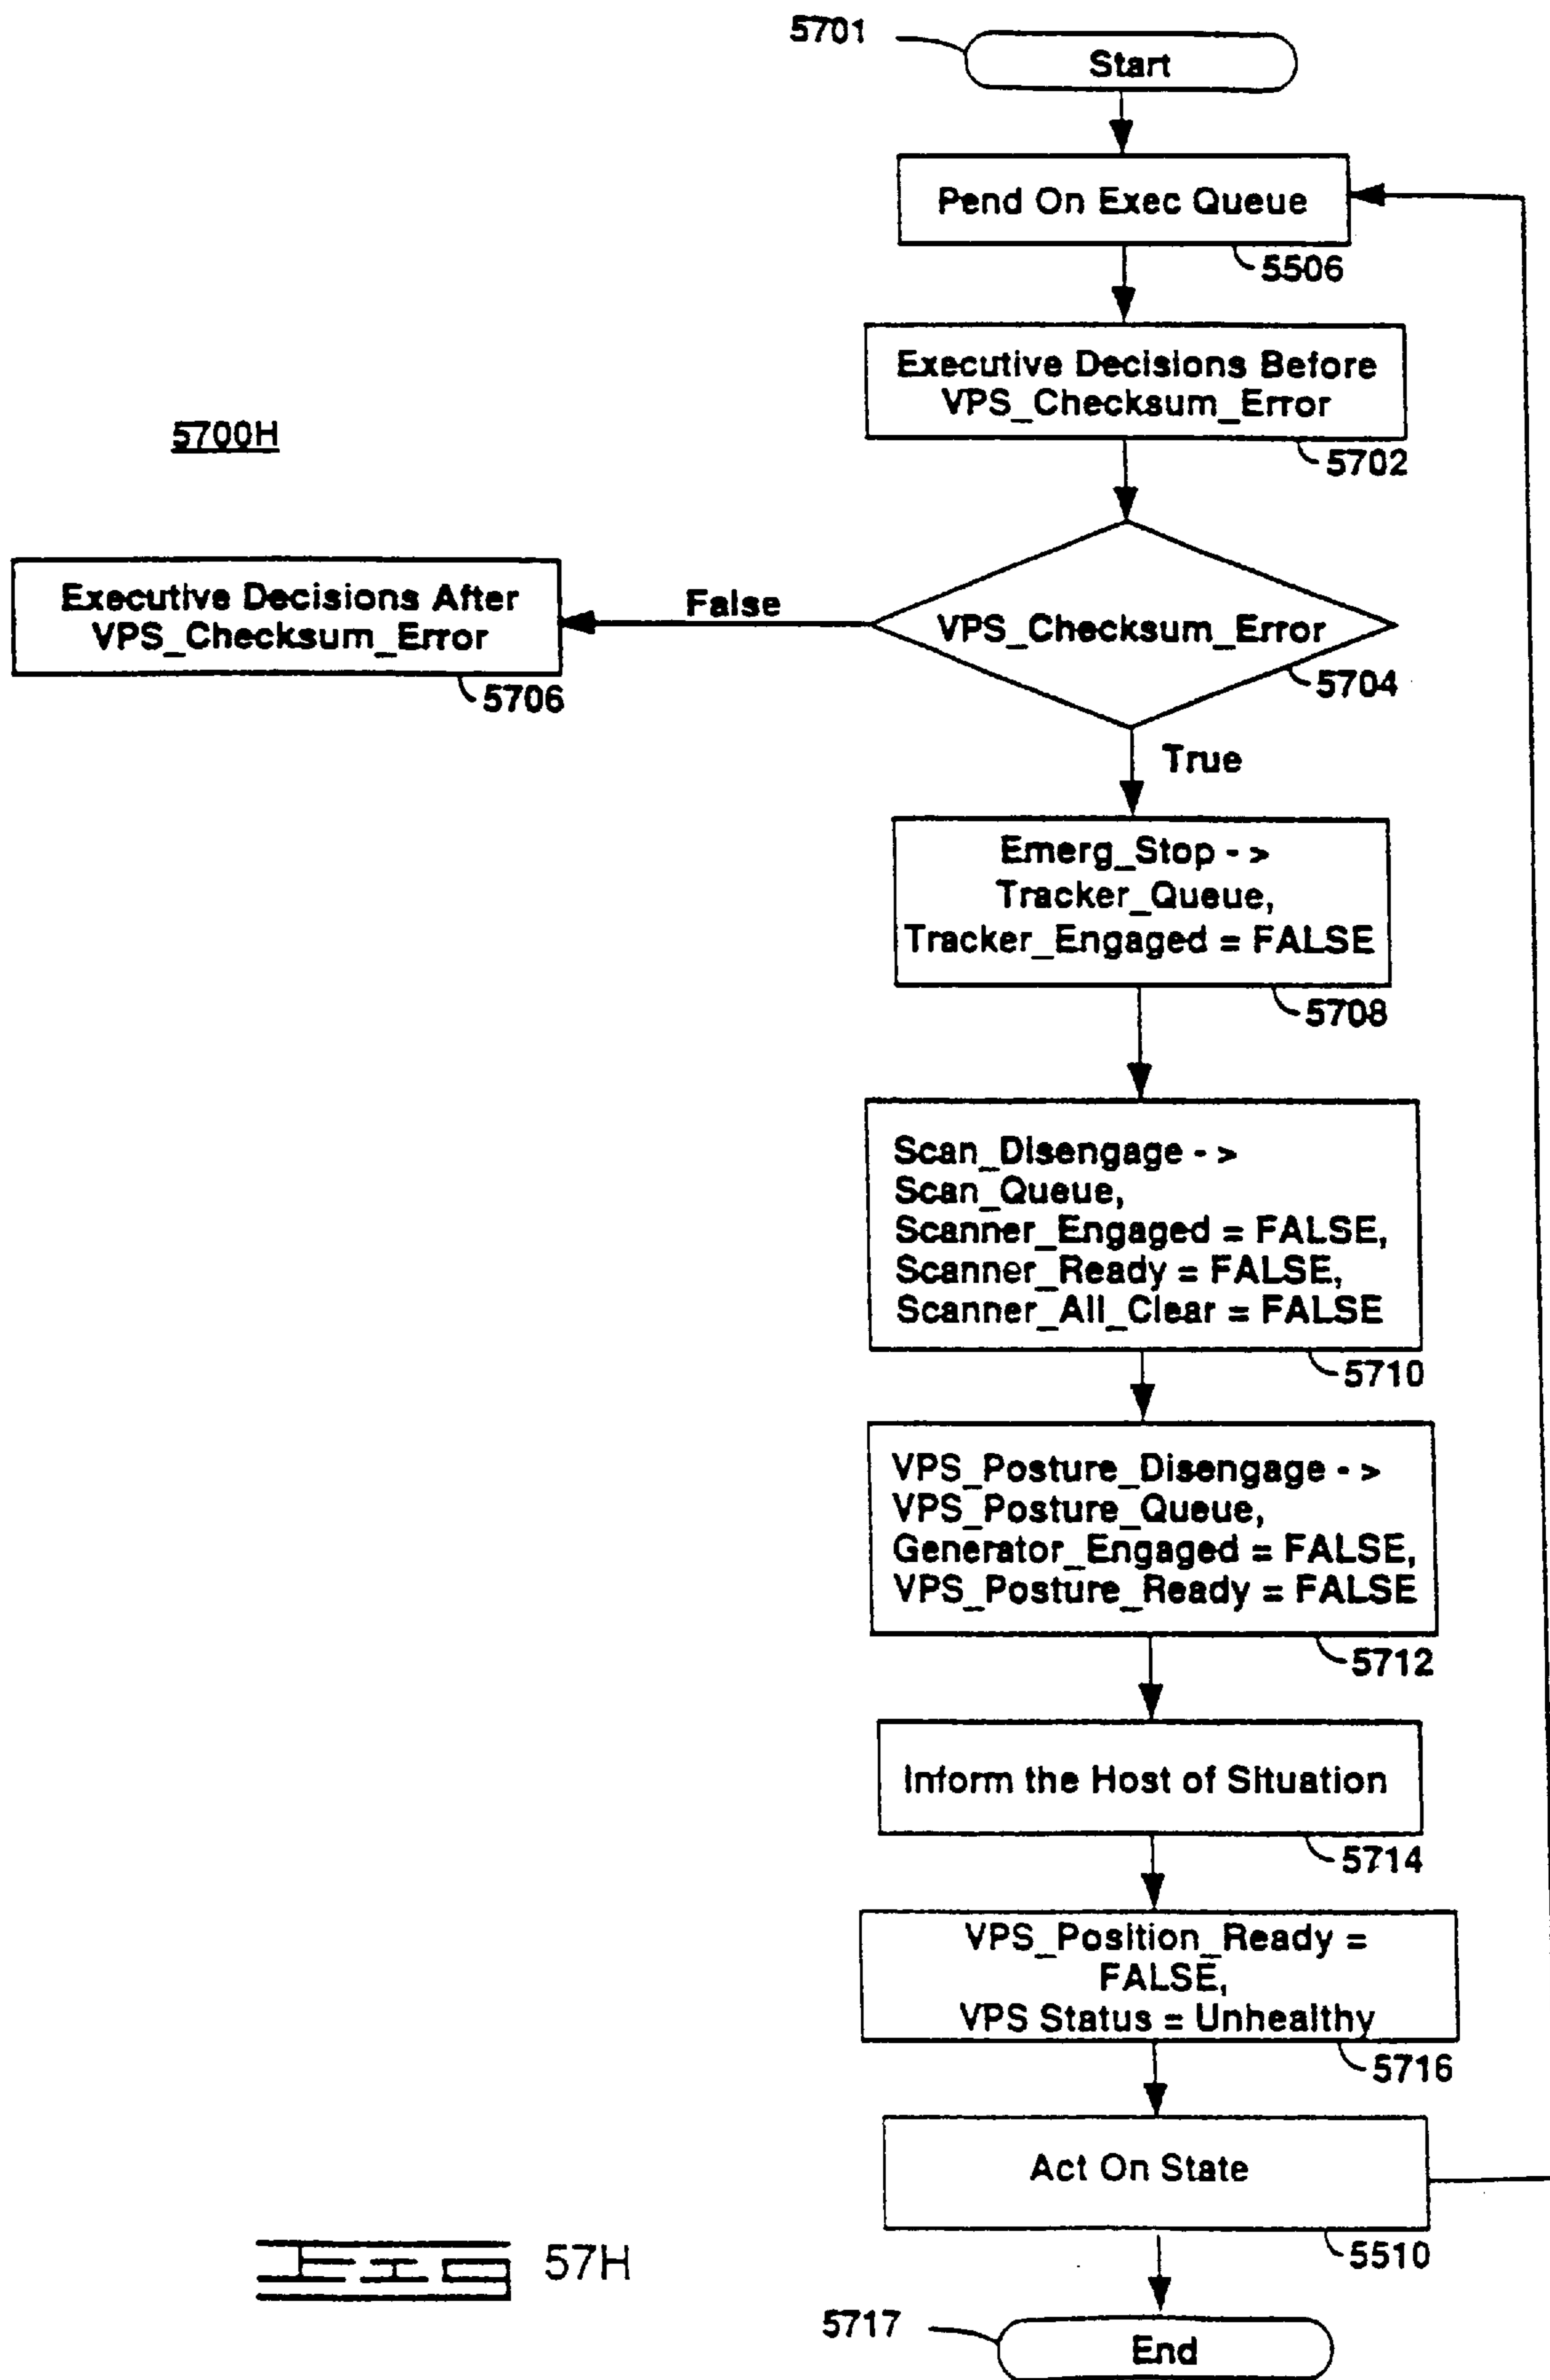 5701
Start
Pend On Exec Queue
5506
Executive Decisions Before
VPS_Checksum_Error
5702
5700H
Executive Decisions After
VPS_Checksum_Error
5706
False
VPS_Checksum_Error
5704
True
Emerg_Stop - >
Tracker_Queue,
Tracker_Engaged = FALSE
5708
Scan_Disengage - >
Scan_Queue,
Scanner_Engaged = FALSE,
Scanner_Ready = FALSE,
Scanner_All_Clear = FALSE
5710
VPS_Posture_Disengage - >
VPS_Posture_Queue,
Generator_Engaged = FALSE,
VPS_Posture_Ready = FALSE
5712
Inform the Host of Situation
5714
VPS_Position_Ready =
FALSE,
VPS Status = Unhealthy
5716
Act On State
5510
FIG 57H
5717
End